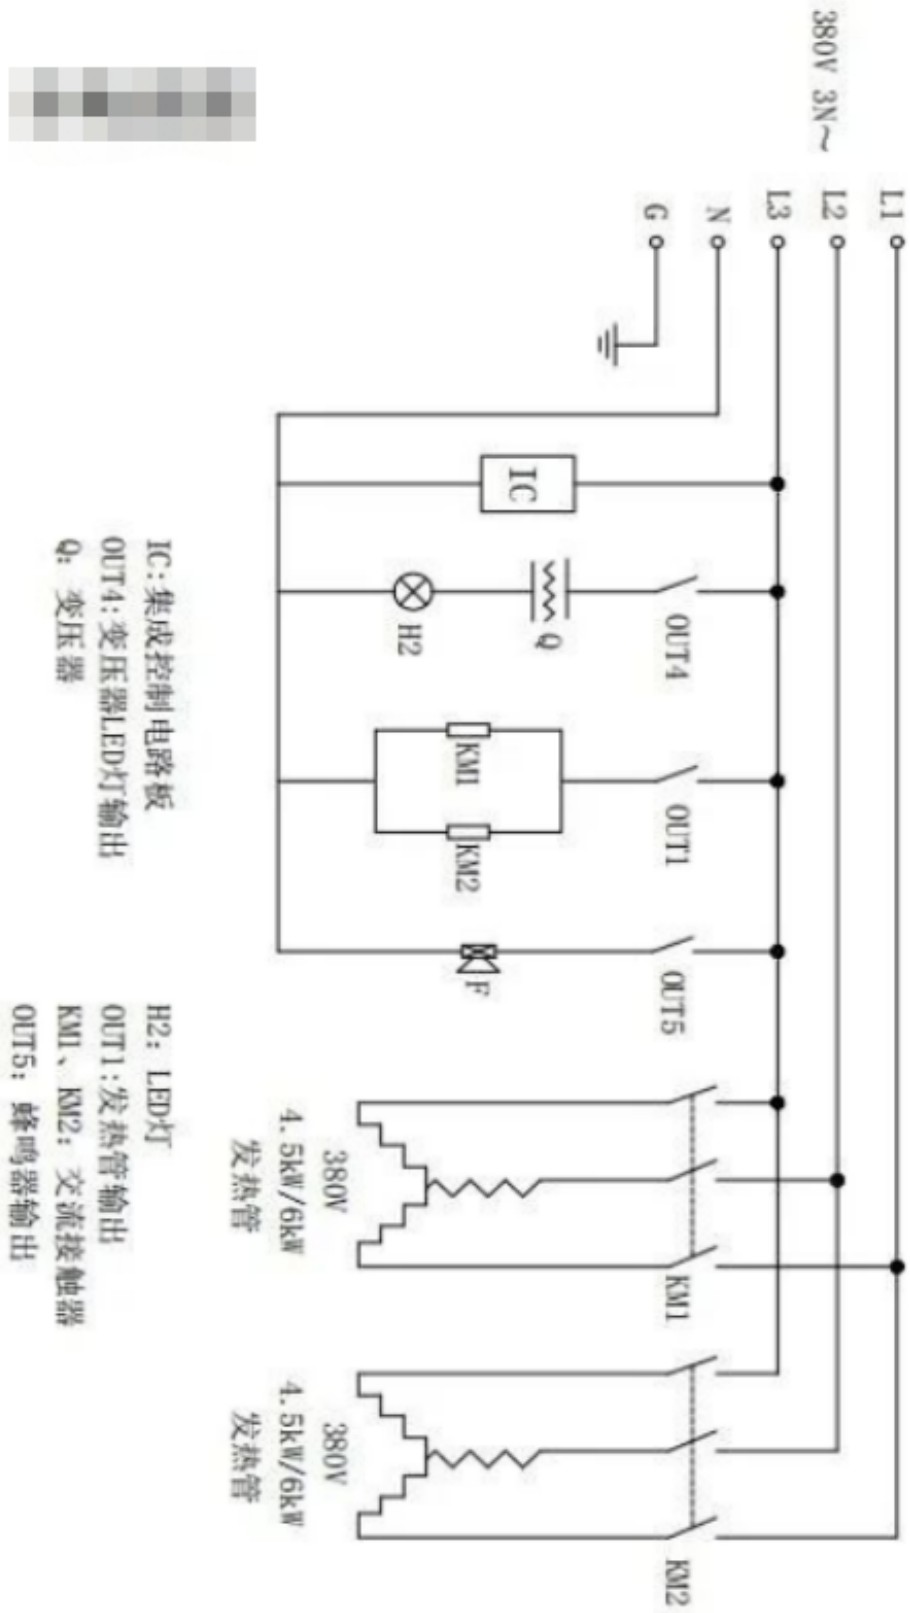 380V 3N～
L1
L2
L3
N
G
IC
OUT4
Q
H2
OUT1
KM1
KM2
OUT5
F
KM1
380V
4.5kW/6kW
发热管
KM2
380V
4.5kW/6kW
发热管
IC:集成控制电路板
OUT4:变压器LED灯输出
Q: 变压器
H2: LED灯
OUT1:发热管输出
KM1、KM2: 交流接触器
OUT5: 蜂鸣器输出